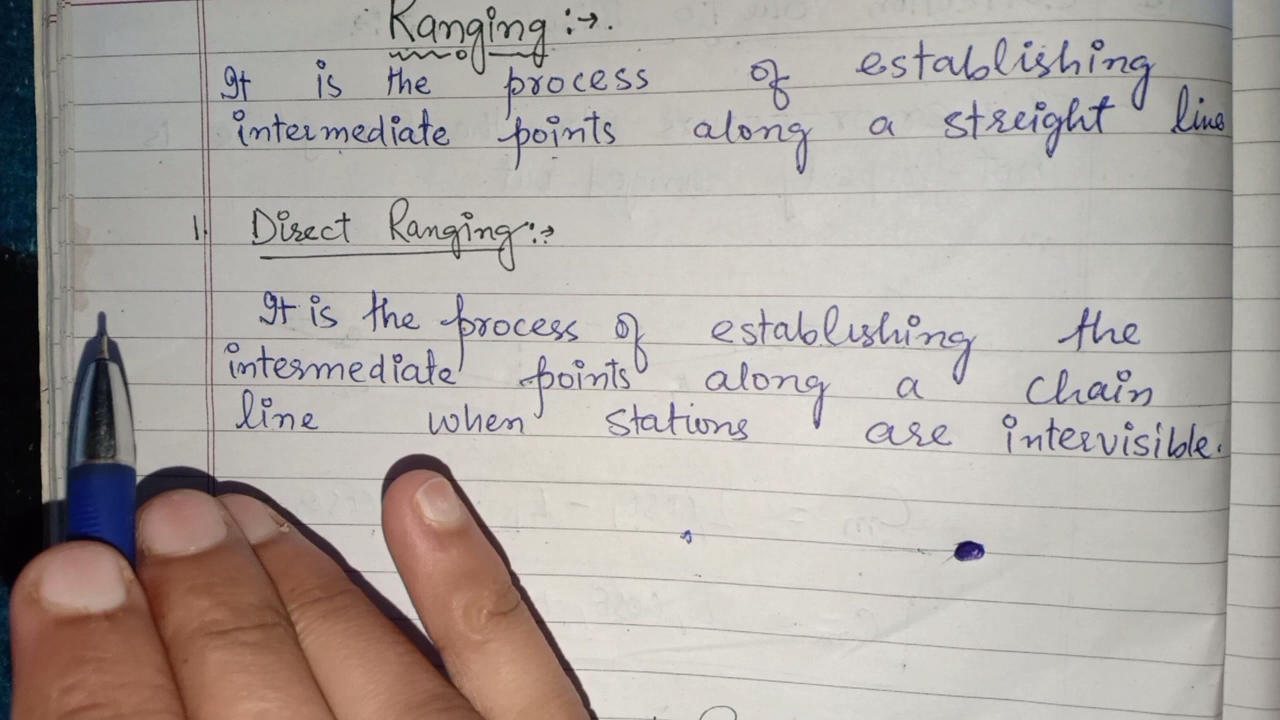 Ranging :→.
It is the process of establishing
intermediate points along a streight line
1. Direct Ranging :→
It is the process of establishing the
intermediate points along a chain
line when stations are intervisible.